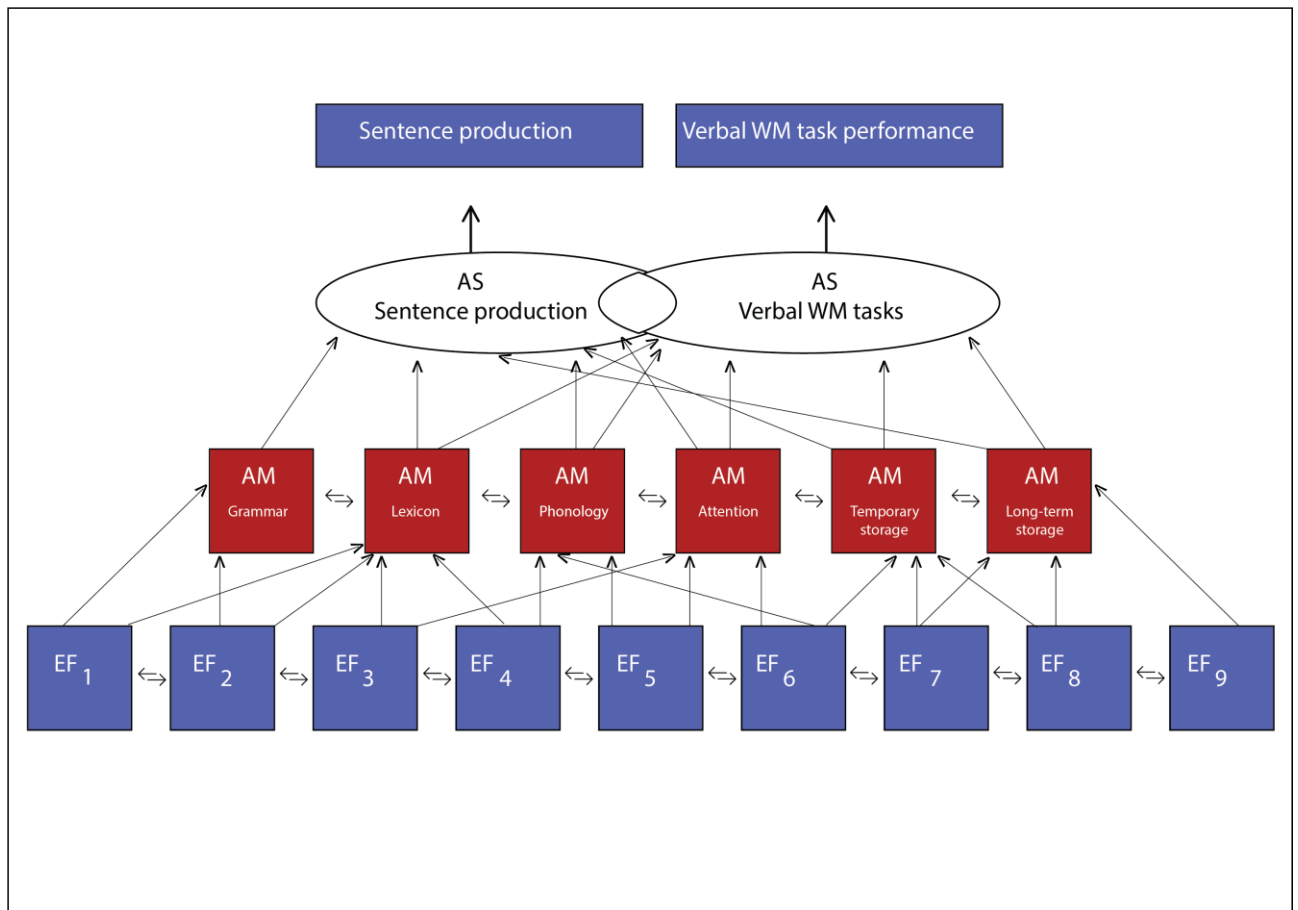 Sentence production
Verbal WM task performance
AS
Sentence production
AS
Verbal WM tasks
AM
Grammar
AM
Lexicon
AM
Phonology
AM
Attention
AM
Temporary
storage
AM
Long-term
storage
EF 1
EF 2
EF 3
EF 4
EF 5
EF 6
EF 7
EF 8
EF 9